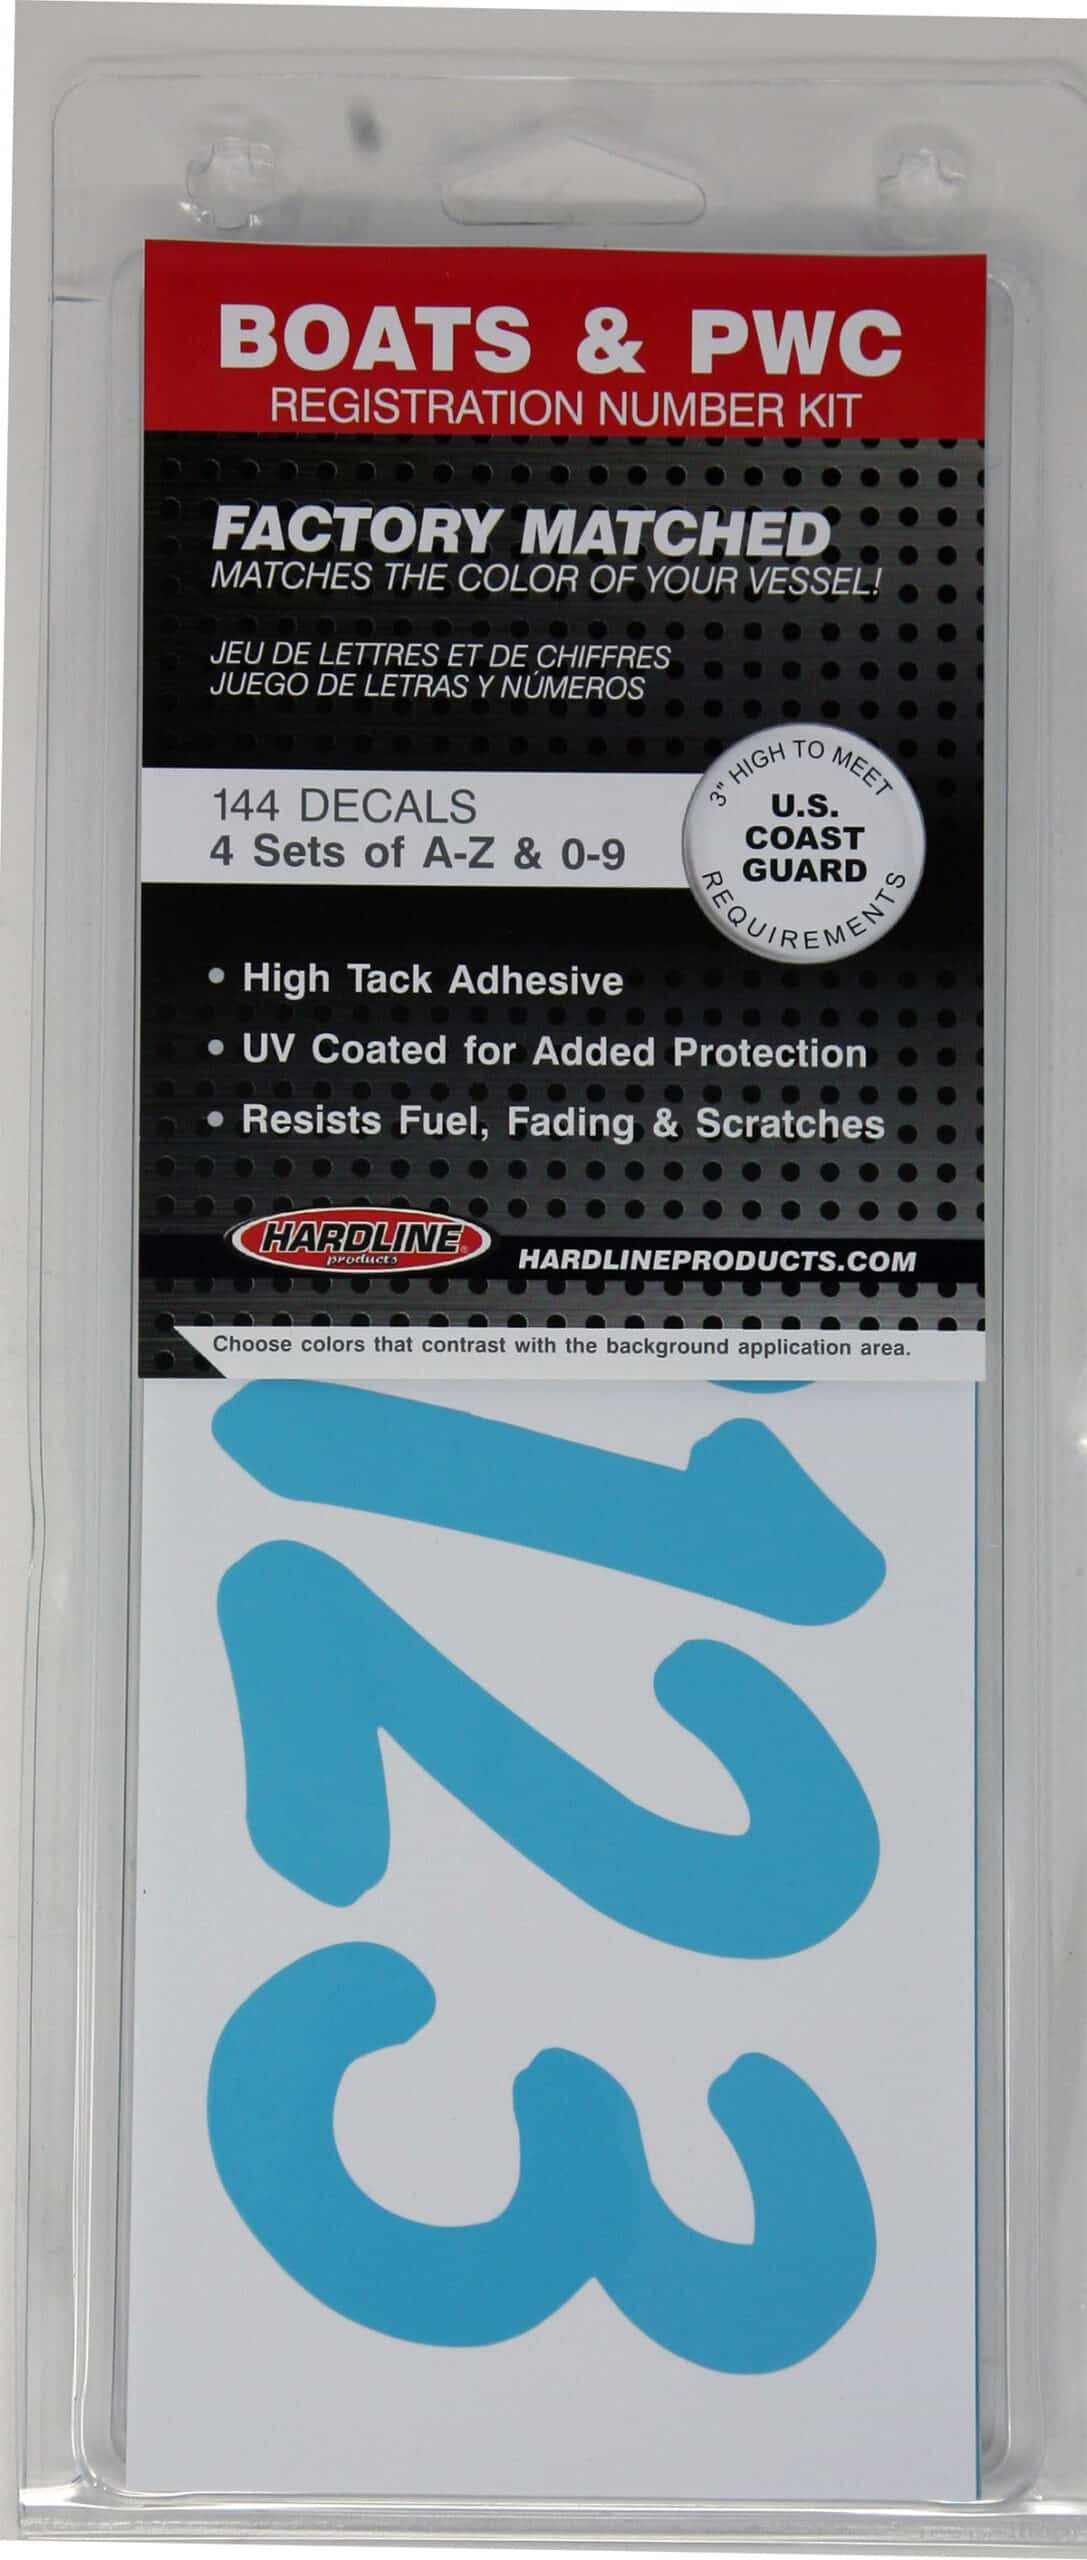 BOATS & PWC
REGISTRATION NUMBER KIT
FACTORY MATCHED
MATCHES THE COLOR OF YOUR VESSEL!
JEU DE LETTRES ET DE CHIFFRES
JUEGO DE LETRAS Y NÚMEROS
144 DECALS
4 Sets of A-Z & 0-9
3" HIGH TO MEET
U.S.
COAST
GUARD
REQUIREMENTS
• High Tack Adhesive
• UV Coated for Added Protection
• Resists Fuel, Fading & Scratches
HARDLINE®
products
HARDLINEPRODUCTS.COM
Choose colors that contrast with the background application area.
1
2
3